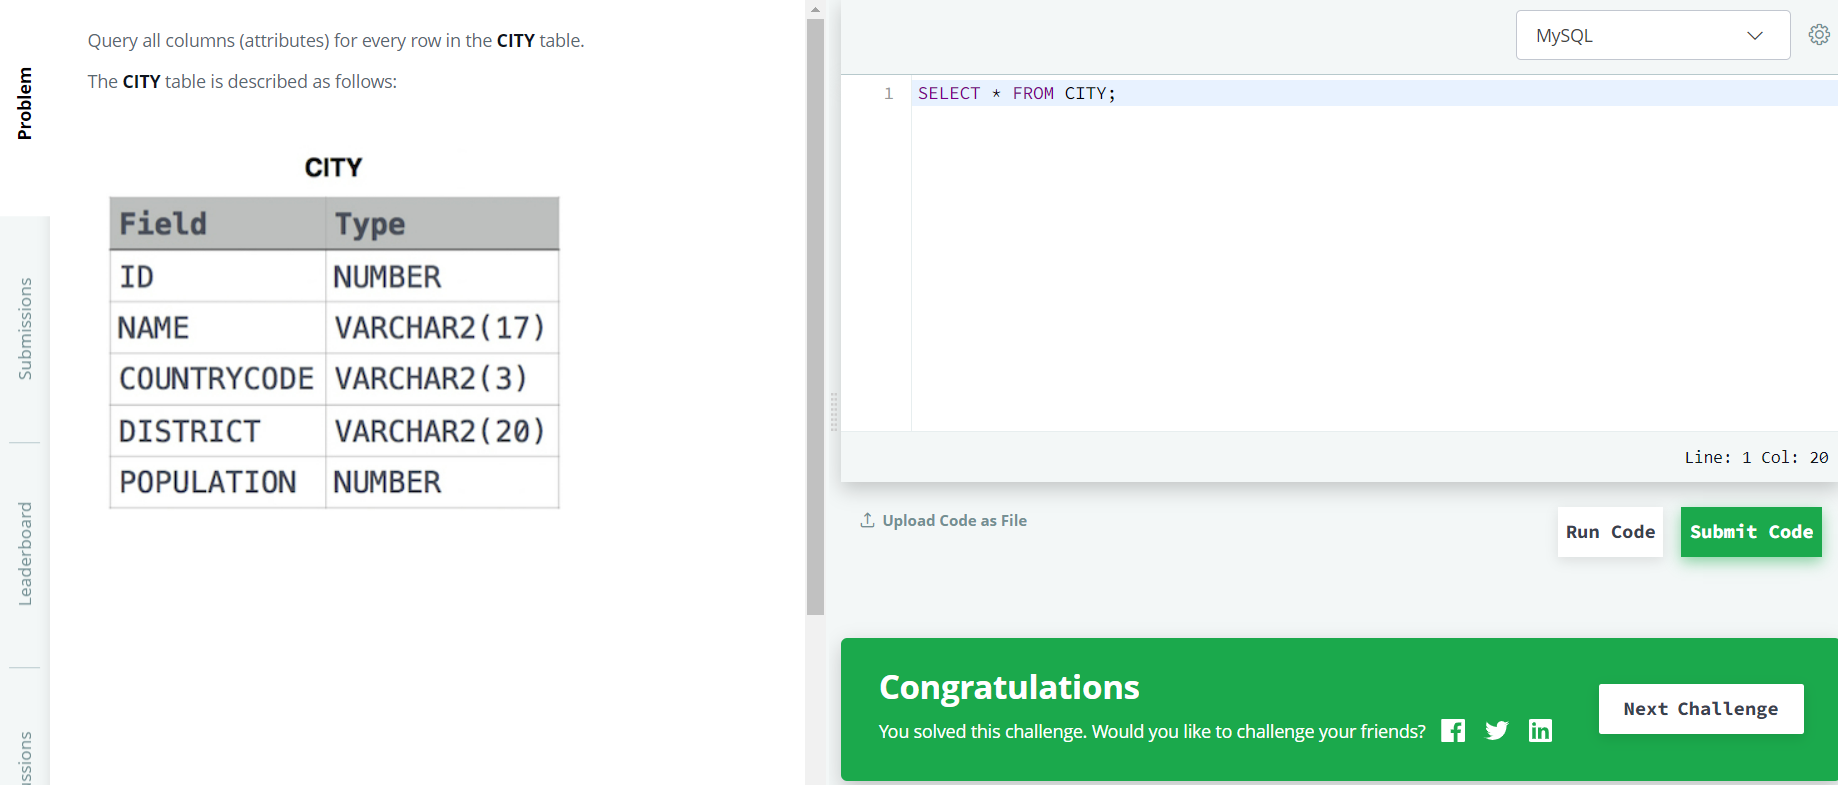 Problem
Submissions
Leaderboard
ssions
Query all columns (attributes) for every row in the CITY table.
The CITY table is described as follows:
CITY
Field Type
ID NUMBER
NAME VARCHAR2(17)
COUNTRYCODE VARCHAR2(3)
DISTRICT VARCHAR2(20)
POPULATION NUMBER
MySQL
1 SELECT * FROM CITY;
Line: 1 Col: 20
Upload Code as File
Run Code
Submit Code
Congratulations
You solved this challenge. Would you like to challenge your friends?
Next Challenge